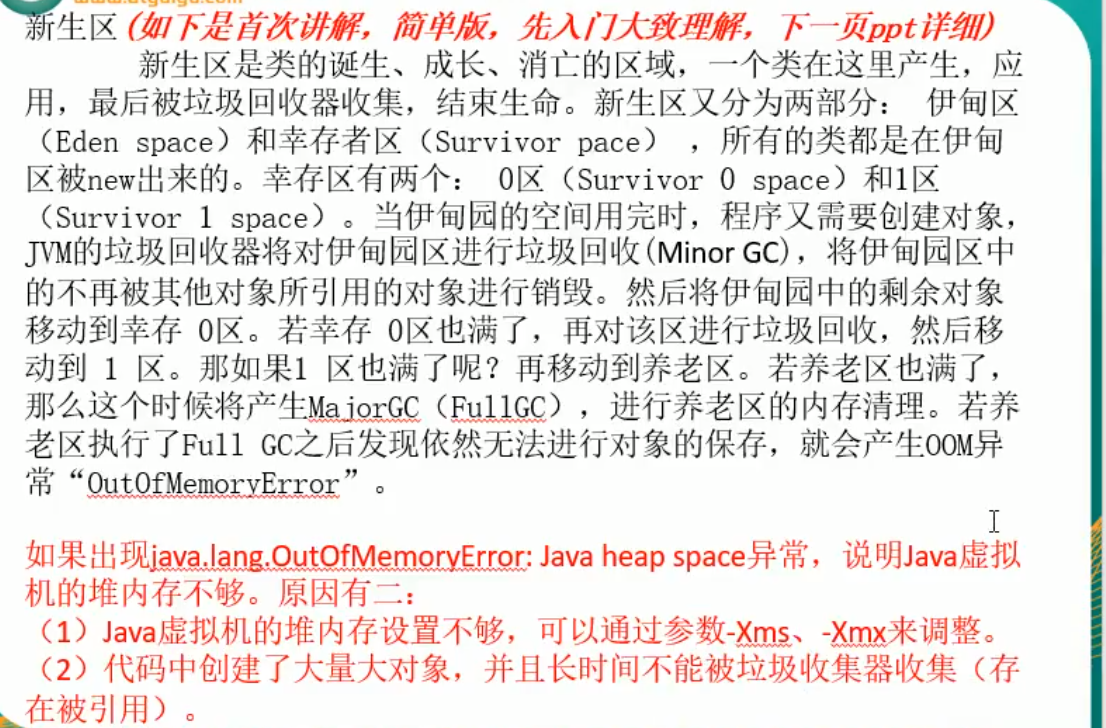 新生区(如下是首次讲解，简单版，先入门大致理解，下一页ppt详细)
新生区是类的诞生、成长、消亡的区域，一个类在这里产生，应
用，最后被垃圾回收器收集，结束生命。新生区又分为两部分： 伊甸区
（Eden space）和幸存者区（Survivor pace） ，所有的类都是在伊甸
区被new出来的。幸存区有两个： 0区（Survivor 0 space）和1区
（Survivor 1 space）。当伊甸园的空间用完时，程序又需要创建对象，
JVM的垃圾回收器将对伊甸园区进行垃圾回收(Minor GC)，将伊甸园区中
的不再被其他对象所引用的对象进行销毁。然后将伊甸园中的剩余对象
移动到幸存 0区。若幸存 0区也满了，再对该区进行垃圾回收，然后移
动到 1 区。那如果1 区也满了呢？再移动到养老区。若养老区也满了，
那么这个时候将产生MajorGC（FullGC），进行养老区的内存清理。若养
老区执行了Full GC之后发现依然无法进行对象的保存，就会产生OOM异
常“OutOfMemoryError”。
如果出现java.lang.OutOfMemoryError: Java heap space异常，说明Java虚拟
机的堆内存不够。原因有二：
（1）Java虚拟机的堆内存设置不够，可以通过参数-Xms、-Xmx来调整。
（2）代码中创建了大量大对象，并且长时间不能被垃圾收集器收集（存
在被引用）。